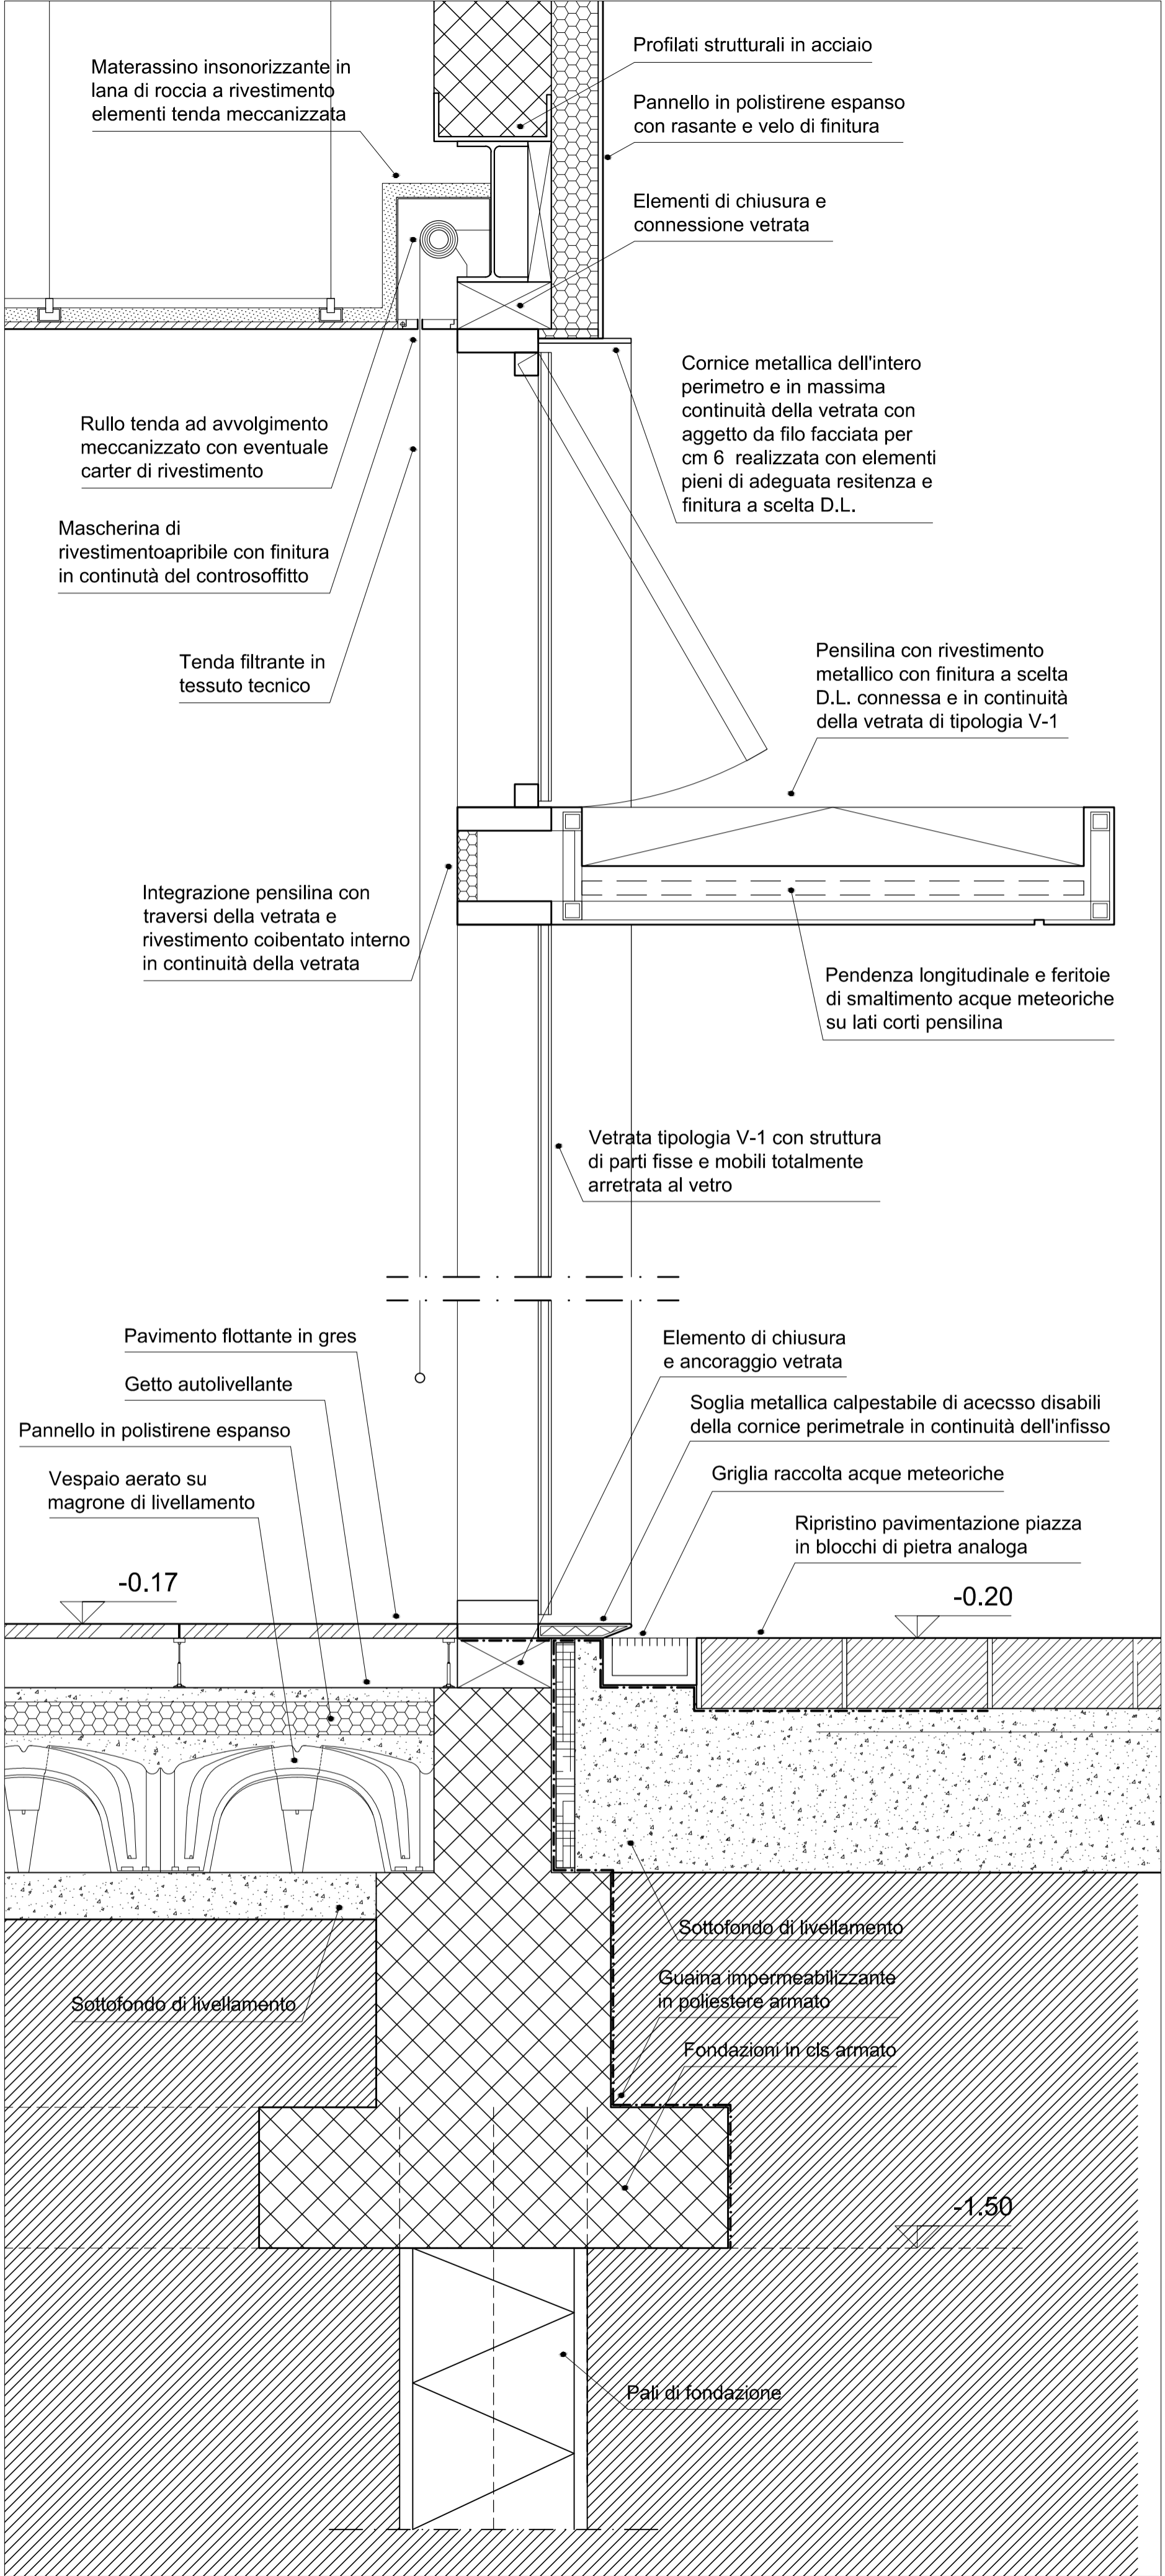 Profilati strutturali in acciaio
Materassino insonorizzante in
lana di roccia a rivestimento
elementi tenda meccanizzata
Pannello in polistirene espanso
con rasante e velo di finitura
Elementi di chiusura e
connessione vetrata
Cornice metallica dell'intero
perimetro e in massima
continuità della vetrata con
aggetto da filo facciata per
cm 6 realizzata con elementi
pieni di adeguata resitenza e
finitura a scelta D.L.
Rullo tenda ad avvolgimento
meccanizzato con eventuale
carter di rivestimento
Mascherina di
rivestimentoapribile con finitura
in continutà del controsoffitto
Tenda filtrante in
tessuto tecnico
Pensilina con rivestimento
metallico con finitura a scelta
D.L. connessa e in continuità
della vetrata di tipologia V-1
Integrazione pensilina con
traversi della vetrata e
rivestimento coibentato interno
in continuità della vetrata
Pendenza longitudinale e feritoie
di smaltimento acque meteoriche
su lati corti pensilina
Vetrata tipologia V-1 con struttura
di parti fisse e mobili totalmente
arretrata al vetro
Pavimento flottante in gres
Elemento di chiusura
e ancoraggio vetrata
Getto autolivellante
Soglia metallica calpestabile di acecsso disabili
della cornice perimetrale in continuità dell'infisso
Pannello in polistirene espanso
Griglia raccolta acque meteoriche
Vespaio aerato su
magrone di livellamento
Ripristino pavimentazione piazza
in blocchi di pietra analoga
-0.17
-0.20
Sottofondo di livellamento
Guaina impermeabilizzante
in poliestere armato
Sottofondo di livellamento
Fondazioni in cls armato
-1.50
Pali di fondazione